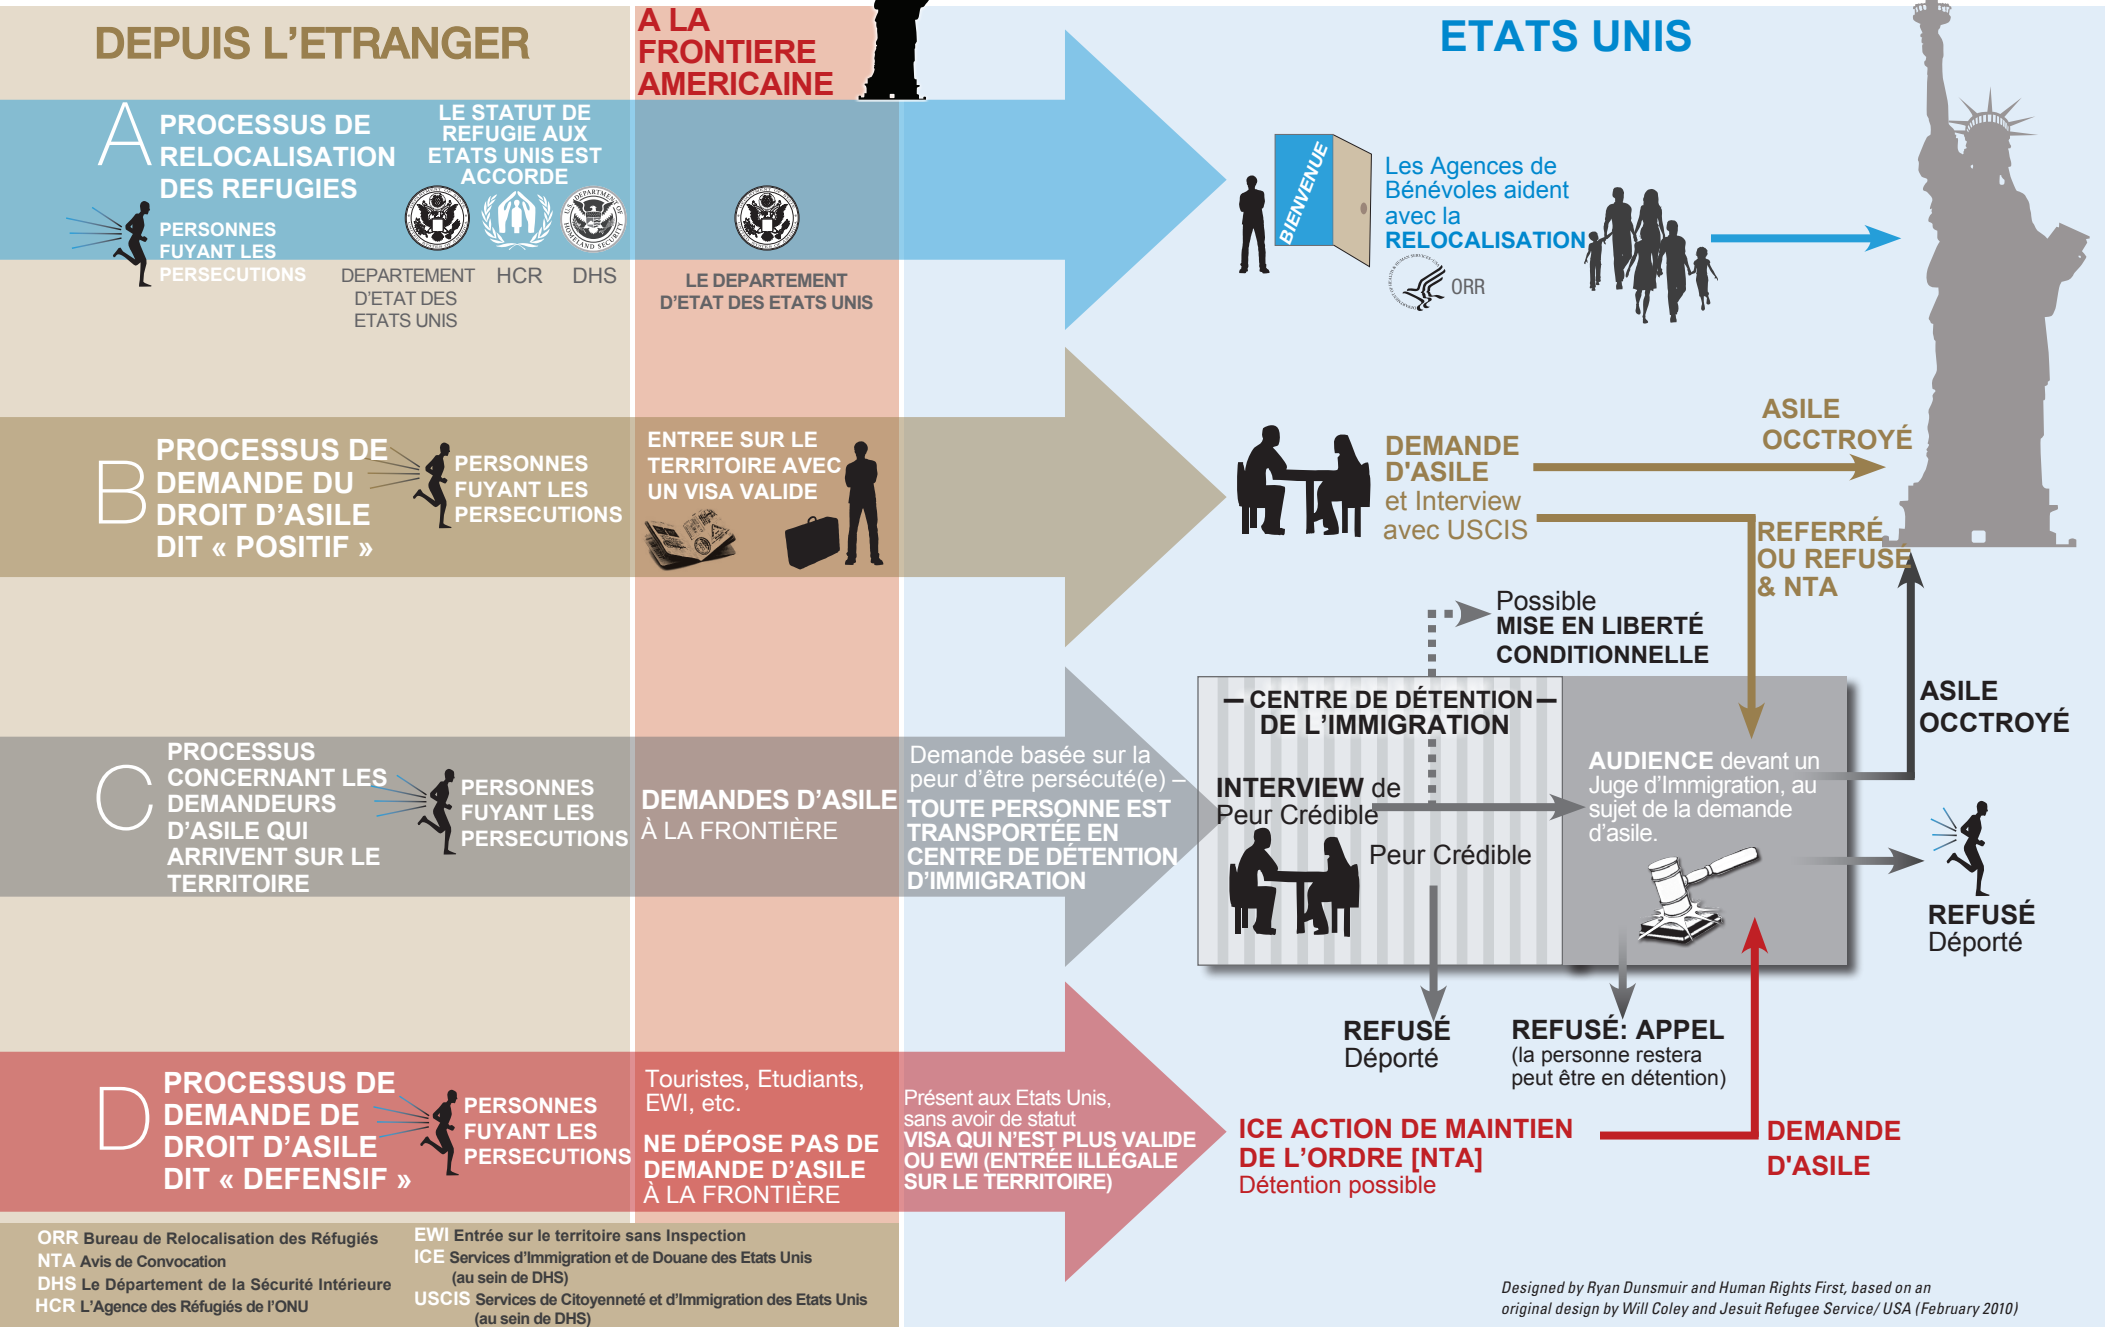 DEPUIS L'ETRANGER
A LA
FRONTIERE
AMERICAINE
ETATS UNIS
A
PROCESSUS DE
RELOCALISATION
DES REFUGIES
PERSONNES
FUYANT LES
PERSECUTIONS
LE STATUT DE
REFUGIE AUX
ETATS UNIS EST
ACCORDE
DEPARTEMENT
D'ETAT DES
ETATS UNIS
HCR
U.S. DEPARTMENT OF
HOMELAND SECURITY
DHS
LE DEPARTEMENT
D'ETAT DES ETATS UNIS
BIENVENUE
Les Agences de
Bénévoles aident
avec la
RELOCALISATION
ORR
B
PROCESSUS DE
DEMANDE DU
DROIT D'ASILE
DIT « POSITIF »
PERSONNES
FUYANT LES
PERSECUTIONS
ENTREE SUR LE
TERRITOIRE AVEC
UN VISA VALIDE
DEMANDE
D'ASILE
et Interview
avec USCIS
ASILE
OCCTROYÉ
REFERRÉ
OU REFUSÉ
& NTA
C
PROCESSUS
CONCERNANT LES
DEMANDEURS
D'ASILE QUI
ARRIVENT SUR LE
TERRITOIRE
PERSONNES
FUYANT LES
PERSECUTIONS
DEMANDES D'ASILE
À LA FRONTIÈRE
Demande basée sur la
peur d'être persécuté(e) –
TOUTE PERSONNE EST
TRANSPORTÉE EN
CENTRE DE DÉTENTION
D'IMMIGRATION
Possible
MISE EN LIBERTÉ
CONDITIONNELLE
— CENTRE DE DÉTENTION —
DE L'IMMIGRATION
INTERVIEW de
Peur Crédible
Peur Crédible
AUDIENCE devant un
Juge d'Immigration, au
sujet de la demande
d'asile.
ASILE
OCCTROYÉ
REFUSÉ
Déporté
REFUSÉ
Déporté
REFUSÉ: APPEL
(la personne restera
peut être en détention)
D
PROCESSUS DE
DEMANDE DE
DROIT D'ASILE
DIT « DEFENSIF »
PERSONNES
FUYANT LES
PERSECUTIONS
Touristes, Etudiants,
EWI, etc.
NE DÉPOSE PAS DE
DEMANDE D'ASILE
À LA FRONTIÈRE
Présent aux Etats Unis,
sans avoir de statut
VISA QUI N'EST PLUS VALIDE
OU EWI (ENTRÉE ILLÉGALE
SUR LE TERRITOIRE)
ICE ACTION DE MAINTIEN
DE L'ORDRE [NTA]
Détention possible
DEMANDE
D'ASILE
ORR Bureau de Relocalisation des Réfugiés
NTA Avis de Convocation
DHS Le Département de la Sécurité Intérieure
HCR L'Agence des Réfugiés de l'ONU
EWI Entrée sur le territoire sans Inspection
ICE Services d'Immigration et de Douane des Etats Unis
(au sein de DHS)
USCIS Services de Citoyenneté et d'Immigration des Etats Unis
(au sein de DHS)
Designed by Ryan Dunsmuir and Human Rights First, based on an
original design by Will Coley and Jesuit Refugee Service/ USA (February 2010)